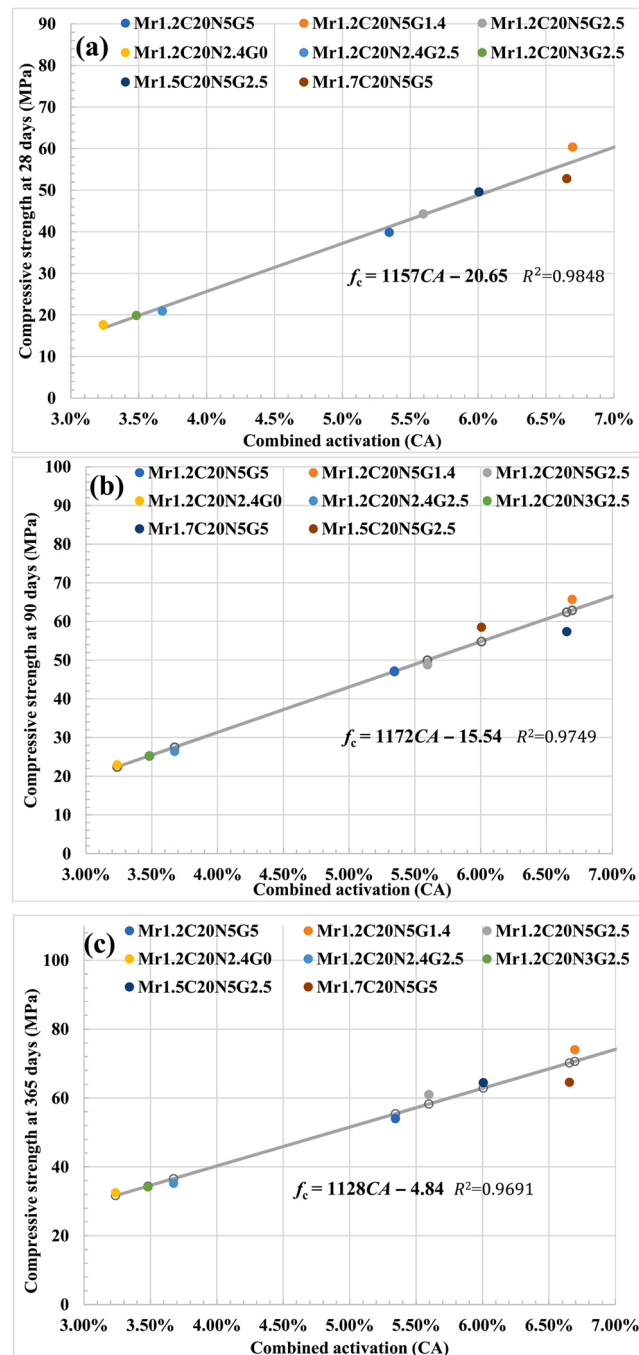 (a)
Mr1.2C20N5G5 Mr1.2C20N5G1.4 Mr1.2C20N5G2.5
Mr1.2C20N2.4G0 Mr1.2C20N2.4G2.5 Mr1.2C20N3G2.5
Mr1.5C20N5G2.5 Mr1.7C20N5G5
Compressive strength at 28 days (MPa)
90
80
70
60
50
40
30
20
10
0
fc = 1157CA − 20.65 R²=0.9848
3.0% 3.5% 4.0% 4.5% 5.0% 5.5% 6.0% 6.5% 7.0%
Combined activation (CA)
(b)
Mr1.2C20N5G5 Mr1.2C20N5G1.4 Mr1.2C20N5G2.5
Mr1.2C20N2.4G0 Mr1.2C20N2.4G2.5 Mr1.2C20N3G2.5
Mr1.7C20N5G5 Mr1.5C20N5G2.5
Compressive strength at 90 days (MPa)
100
90
80
70
60
50
40
30
20
10
0
fc = 1172CA − 15.54 R²=0.9749
3.00% 3.50% 4.00% 4.50% 5.00% 5.50% 6.00% 6.50% 7.00%
Combined activation (CA)
(c)
Mr1.2C20N5G5 Mr1.2C20N5G1.4 Mr1.2C20N5G2.5
Mr1.2C20N2.4G0 Mr1.2C20N2.4G2.5 Mr1.2C20N3G2.5
Mr1.5C20N5G2.5 Mr1.7C20N5G5
Compressive strength at 365 days (MPa)
100
80
60
40
20
0
fc = 1128CA − 4.84 R²=0.9691
3.00% 3.50% 4.00% 4.50% 5.00% 5.50% 6.00% 6.50% 7.00%
Combined activation (CA)